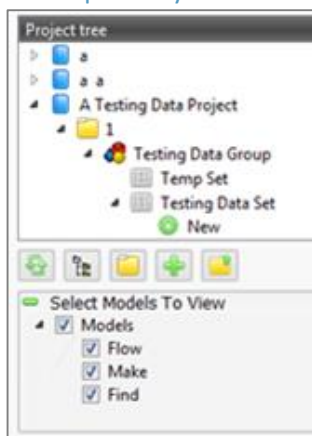 Project tree
a
a a
A Testing Data Project
1
Testing Data Group
Temp Set
Testing Data Set
New
Select Models To View
Models
Flow
Make
Find